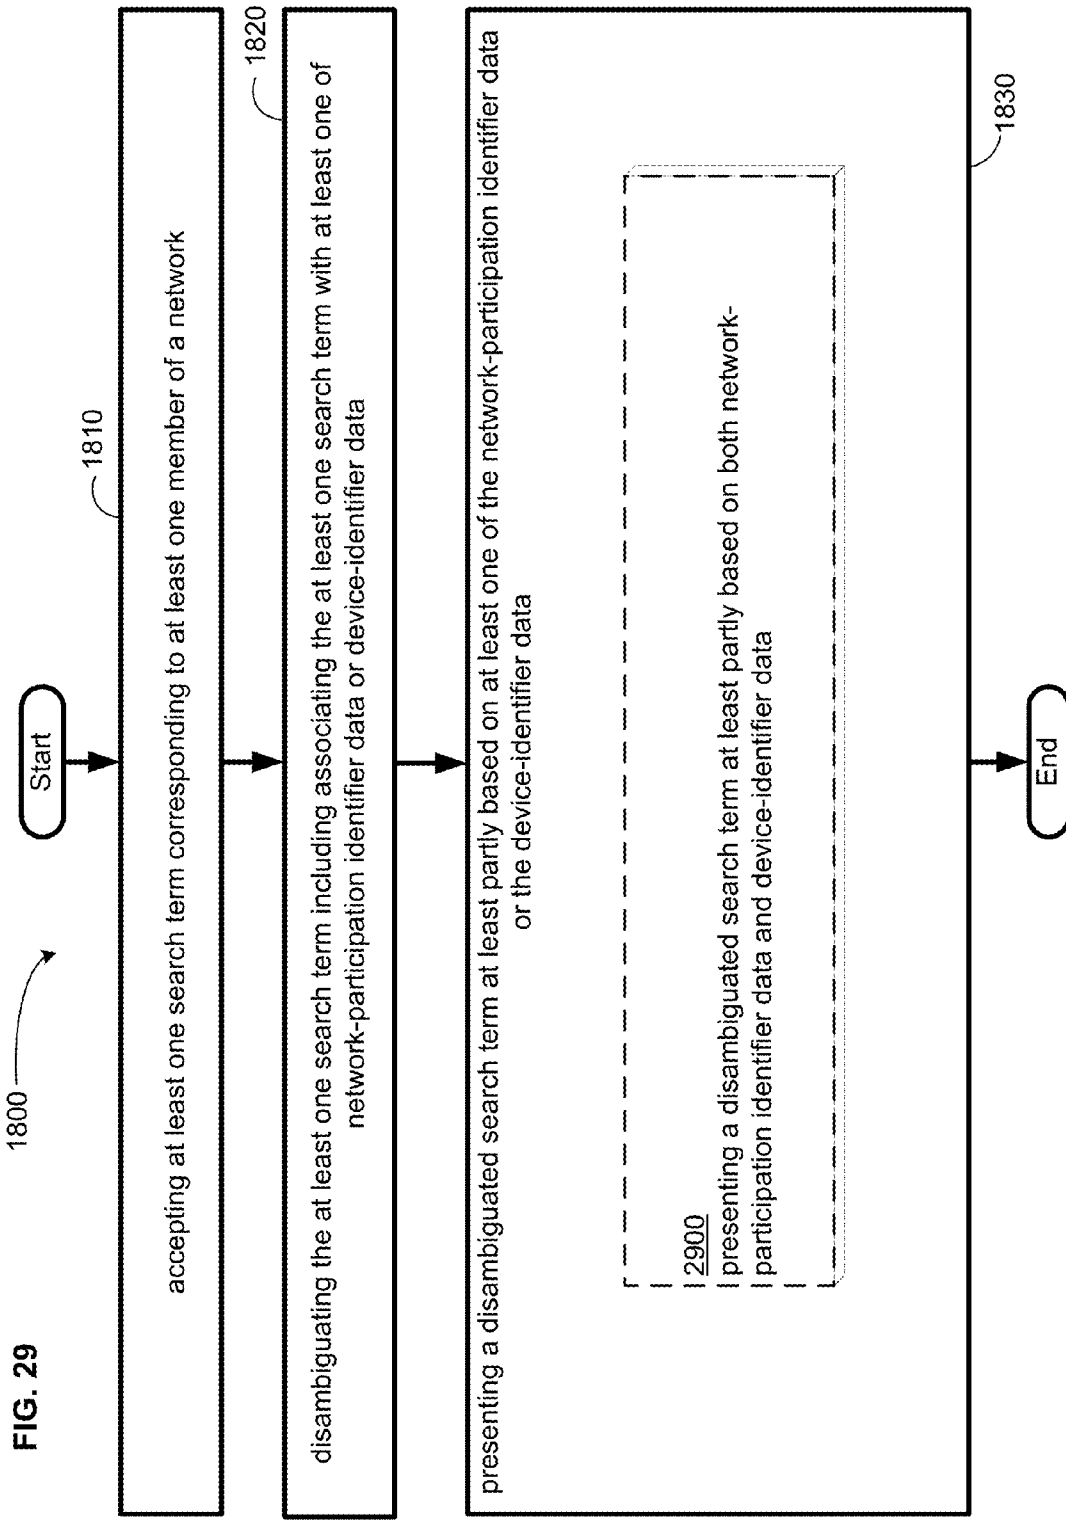 FIG. 29
1800
Start
1810
accepting at least one search term corresponding to at least one member of a network
1820
disambiguating the at least one search term including associating the at least one search term with at least one of
network-participation identifier data or device-identifier data
presenting a disambiguated search term at least partly based on at least one of the network-participation identifier data
or the device-identifier data
2900
presenting a disambiguated search term at least partly based on both network-
participation identifier data and device-identifier data
1830
End